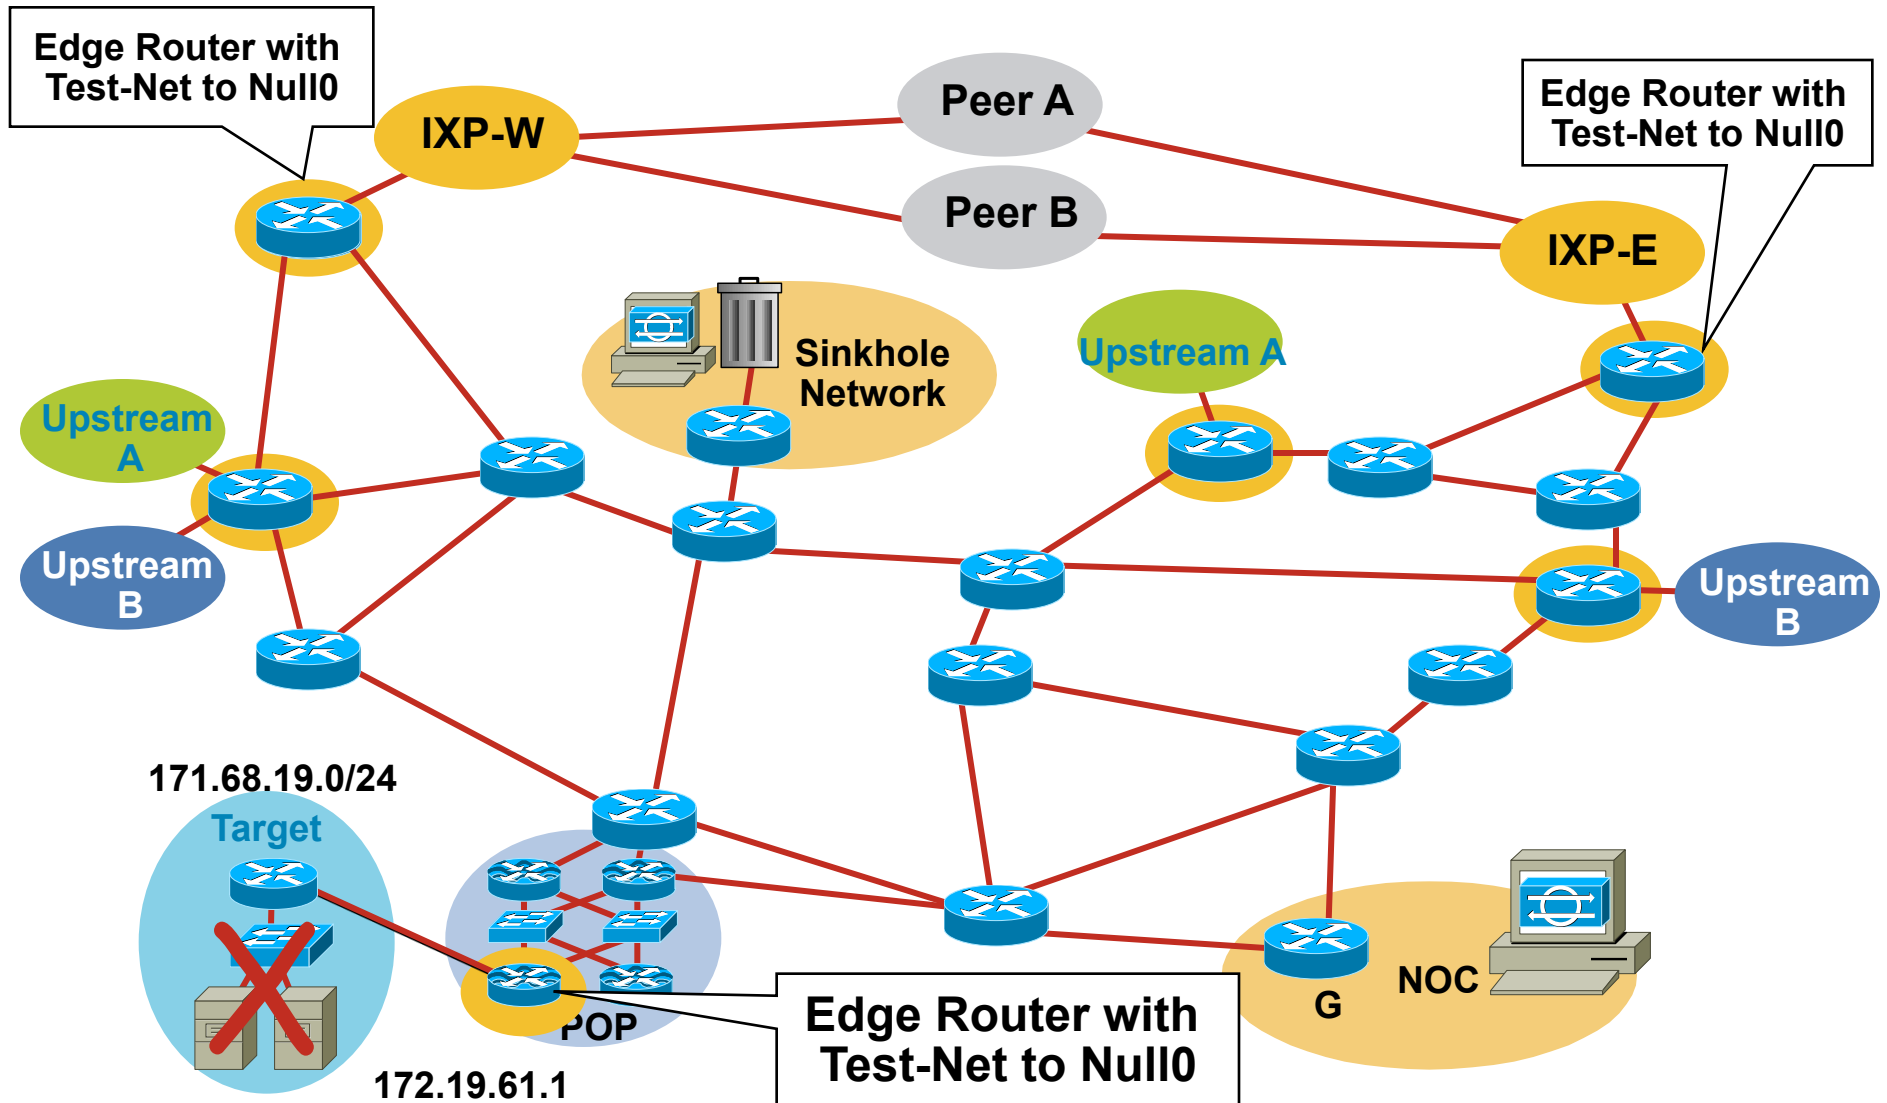 Edge Router with
Test-Net to Null0
IXP-W
Peer A
Edge Router with
Test-Net to Null0
Peer B
IXP-E
Sinkhole
Network
Upstream A
Upstream
A
Upstream
B
Upstream
B
171.68.19.0/24
Target
G
NOC
POP
Edge Router with
Test-Net to Null0
172.19.61.1